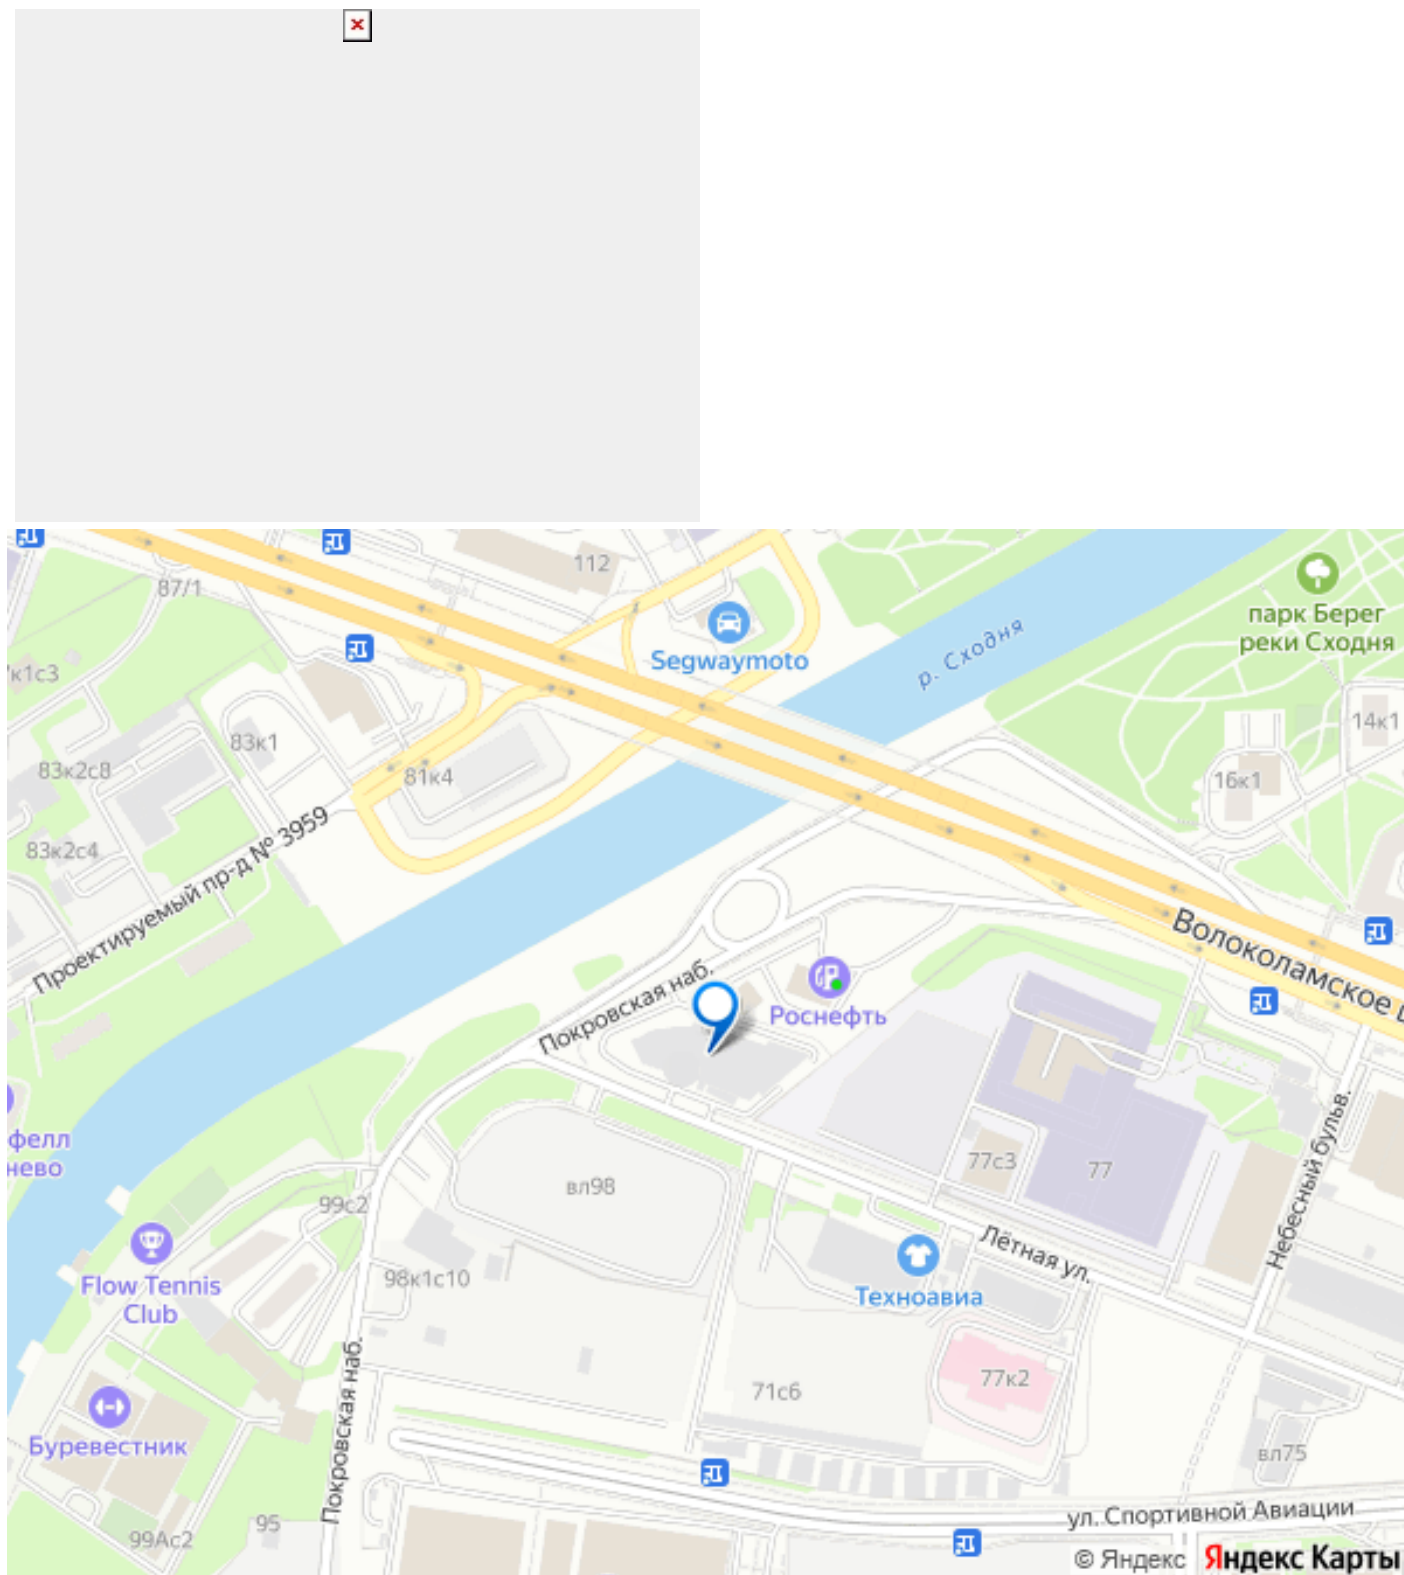 112
87/1
Segwaymoto
р. Сходня
парк Берег
реки Сходня
к1с3
14к1
83к1
83к2с8
81к4
16к1
83к2с4
Проектируемый пр-д № 3959
Волоколамское
Покровская наб.
Роснефть
фелл
нево
77с3
77
вл98
99с2
Небесный бульв.
Лётная ул.
Flow Tennis
Club
98к1с10
Техноавиа
77к2
71с6
Покровская наб.
Буревестник
вл75
95
99Ас2
ул. Спортивной Авиации
© Яндекс Яндекс Карты